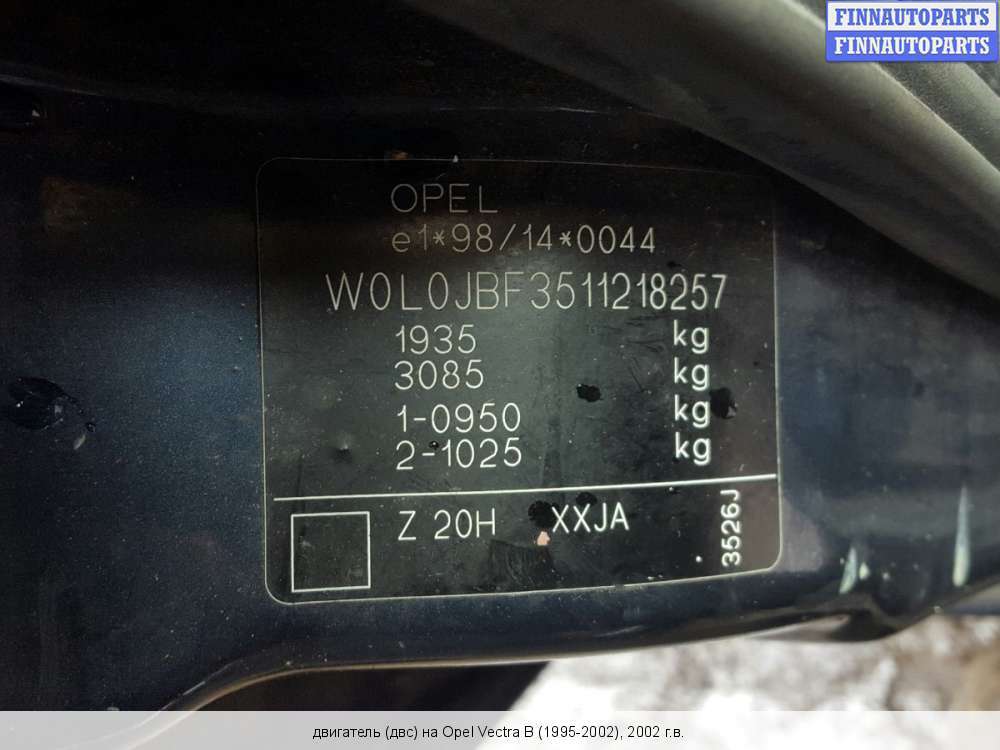 FINNAUTOPARTS
FINNAUTOPARTS
OPEL
e1*98/14*0044
W0L0JBF3511218257
1935 kg
3085 kg
1-0950 kg
2-1025 kg
Z 20H XXJA
3526J
двигатель (двс) на Opel Vectra B (1995-2002), 2002 г.в.